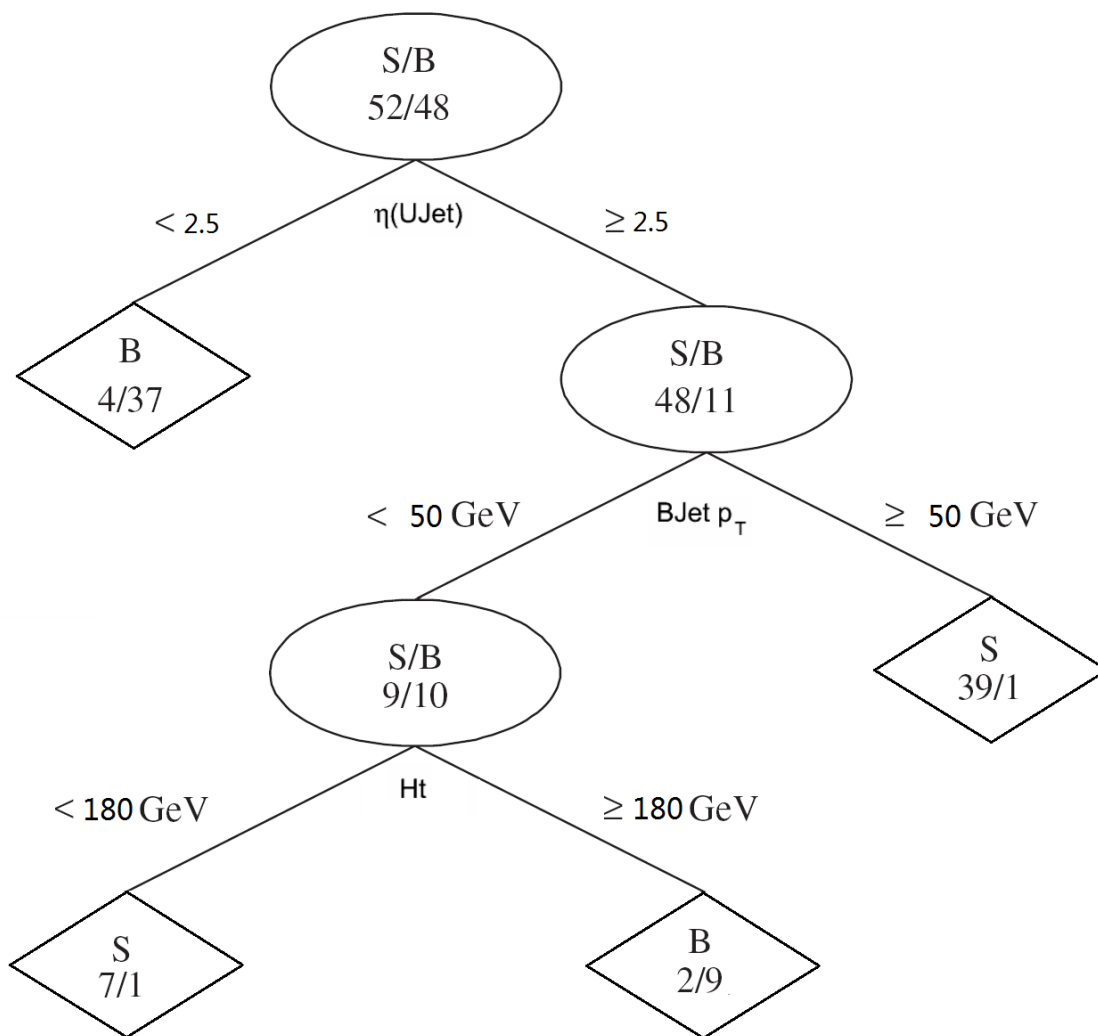 S/B
52/48
< 2.5
η(UJet)
≥ 2.5
B
4/37
S/B
48/11
< 50 GeV
BJet p_T
≥ 50 GeV
S/B
9/10
S
39/1
< 180 GeV
Ht
≥ 180 GeV
S
7/1
B
2/9